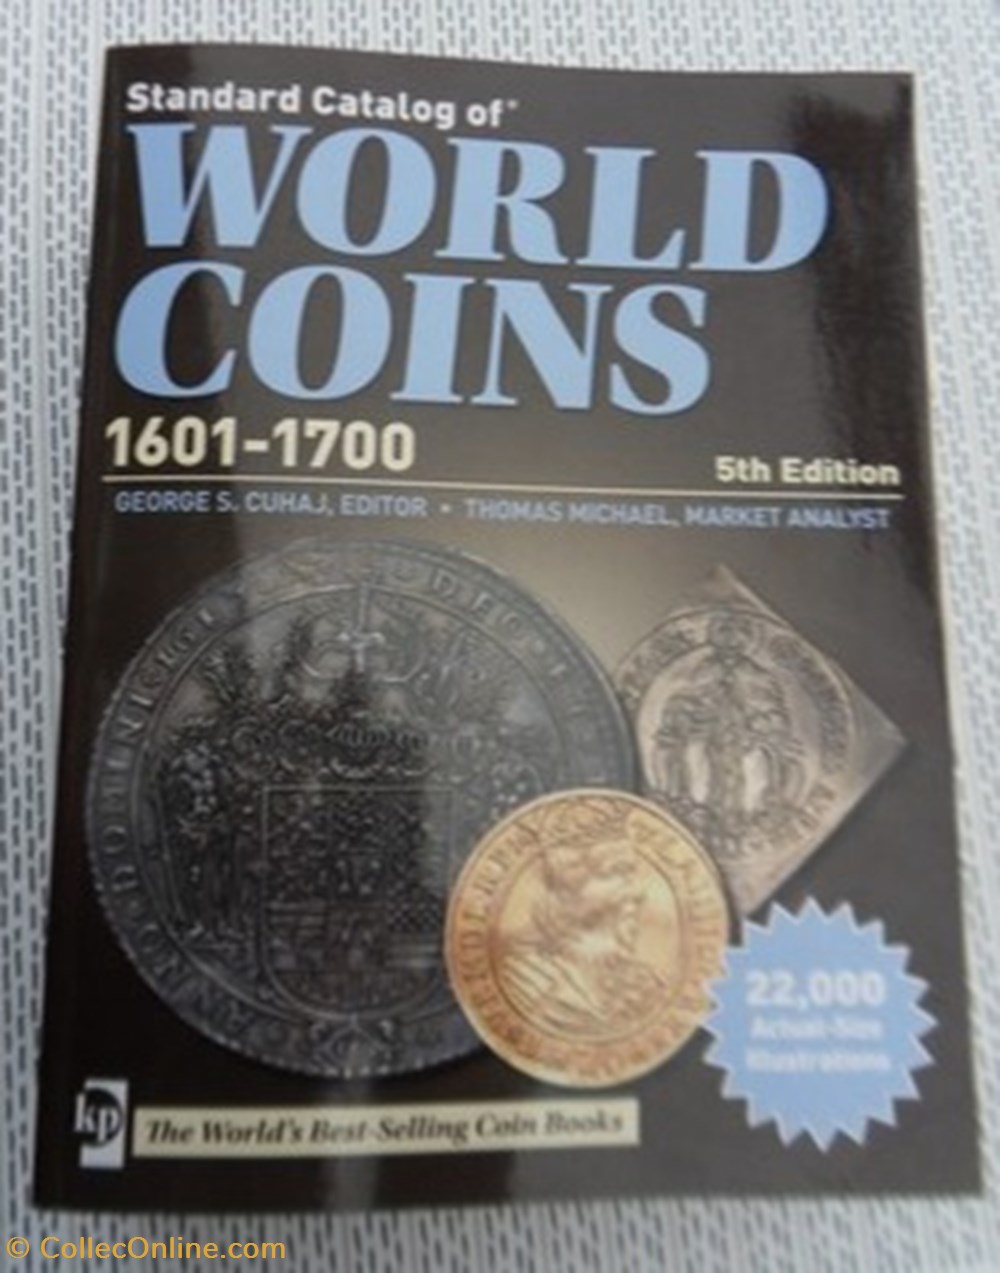 Standard Catalog of®
WORLD
COINS
1601-1700
5th Edition
GEORGE S. CUHAJ, EDITOR • THOMAS MICHAEL, MARKET ANALYST
22,000
Actual-Size
Illustrations
kp
The World's Best-Selling Coin Books
© CollecOnline.com